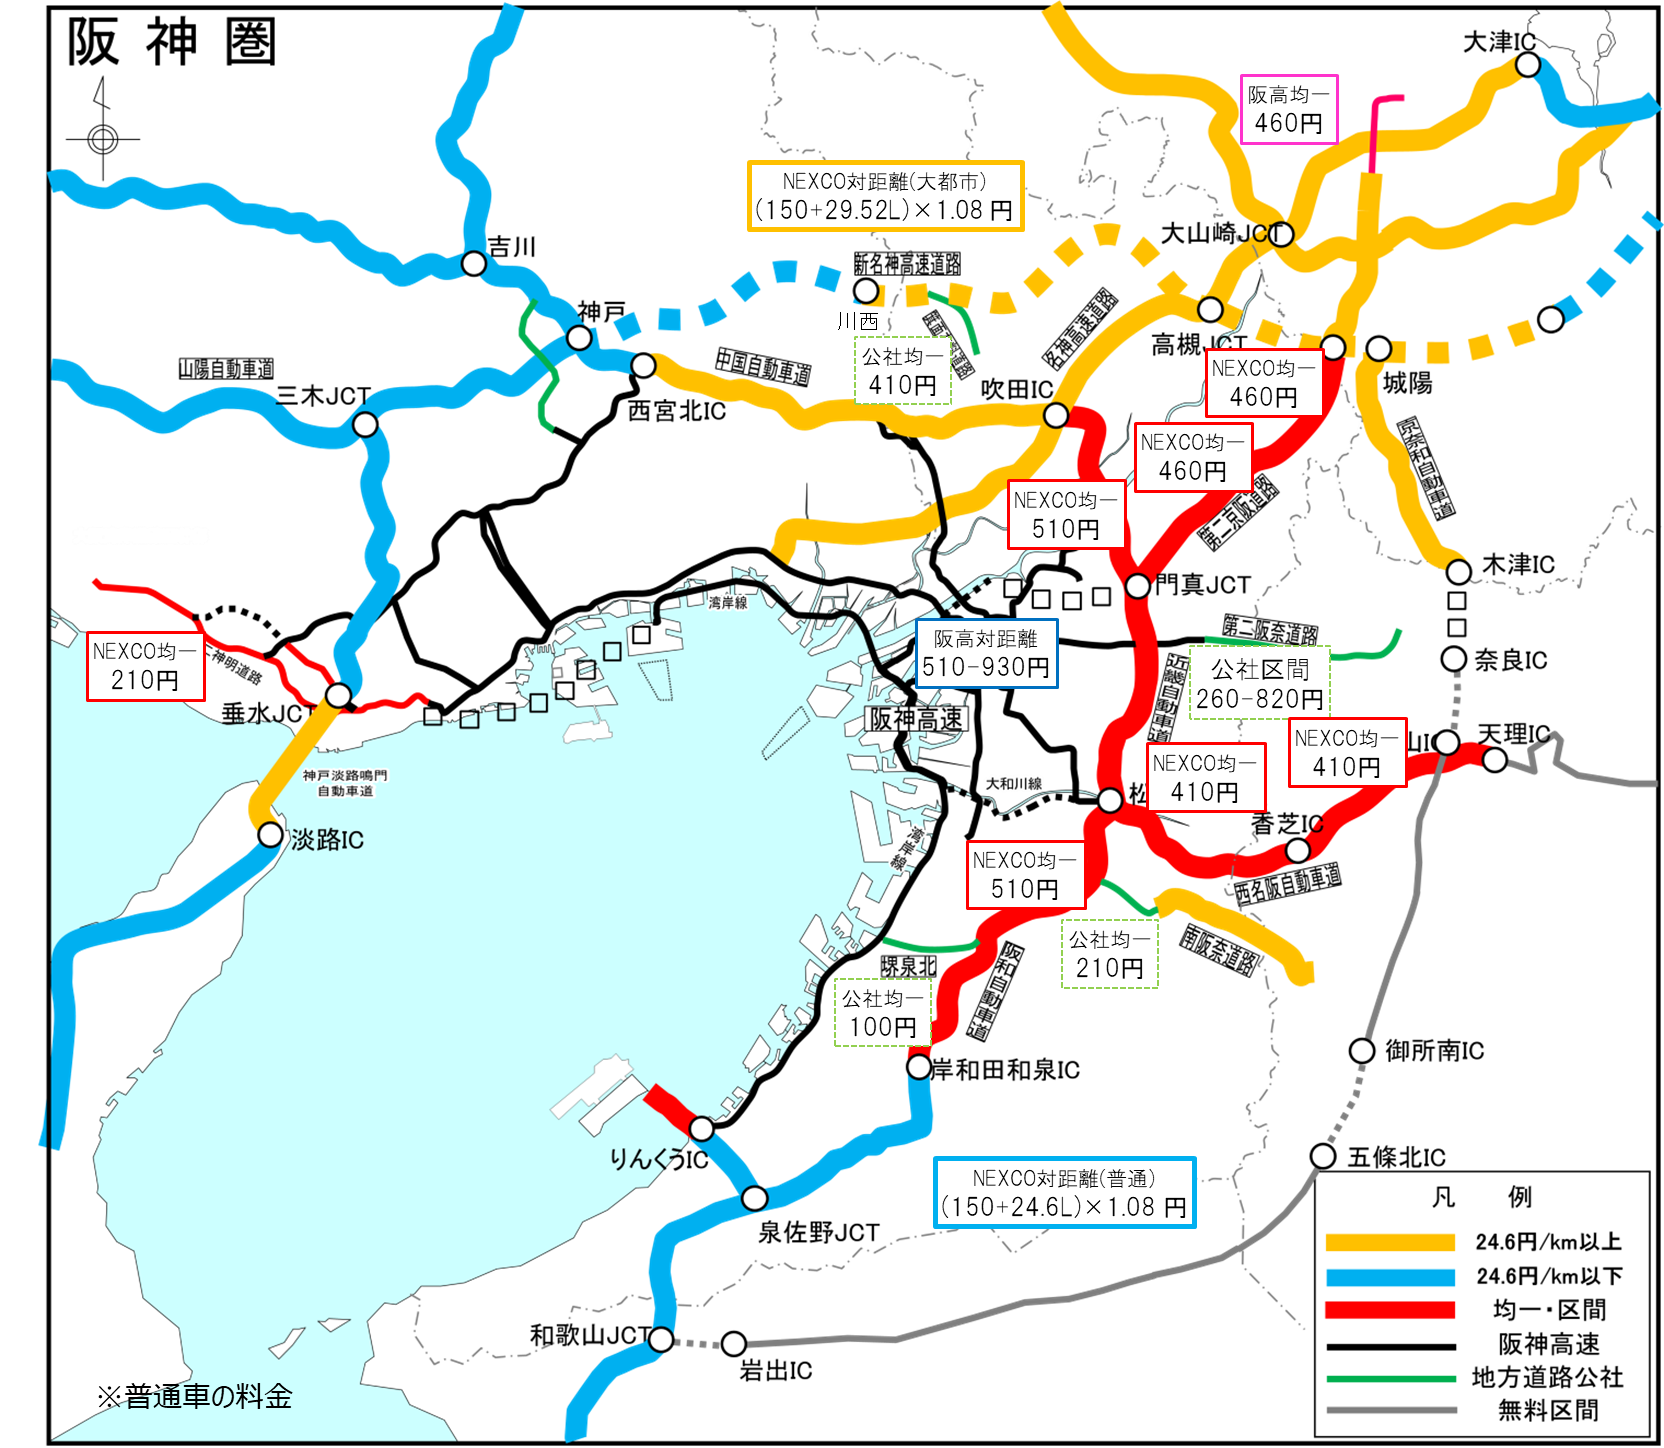 阪神圏
大津IC
阪高均一
460円
NEXCO対距離(大都市)
(150+29.52L)×1.08 円
大山崎JCT
吉川
新名神高速道路
川西
神戸
名神高速道路
高槻JCT
山陽自動車道
中国自動車道
公社均一
410円
NEXCO均一
460円
城陽
三木JCT
西宮北IC
吹田IC
NEXCO均一
460円
京奈和自動車道
NEXCO均一
510円
第二京阪道路
木津IC
門真JCT
湾岸線
NEXCO均一
210円
神明道路
阪高対距離
510-930円
第二阪奈道路
公社区間
260-820円
奈良IC
近畿自動車道
垂水JCT
阪神高速
NEXCO均一
410円
山IC
天理IC
神戸淡路鳴門
自動車道
大和川線
NEXCO均一
410円
松
淡路IC
湾岸線
香芝IC
NEXCO均一
510円
西名阪自動車道
公社均一
210円
南阪奈道路
堺泉北
阪和自動車道
公社均一
100円
岸和田和泉IC
御所南IC
りんくうIC
五條北IC
NEXCO対距離(普通)
(150+24.6L)×1.08 円
泉佐野JCT
凡 例
24.6円/km以上
24.6円/km以下
均一・区間
阪神高速
地方道路公社
無料区間
和歌山JCT
岩出IC
※普通車の料金